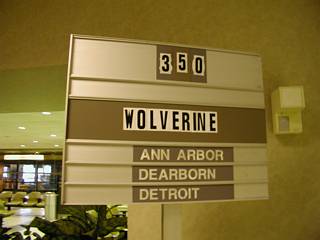 350
WOLVERINE
ANN ARBOR
DEARBORN
DETROIT